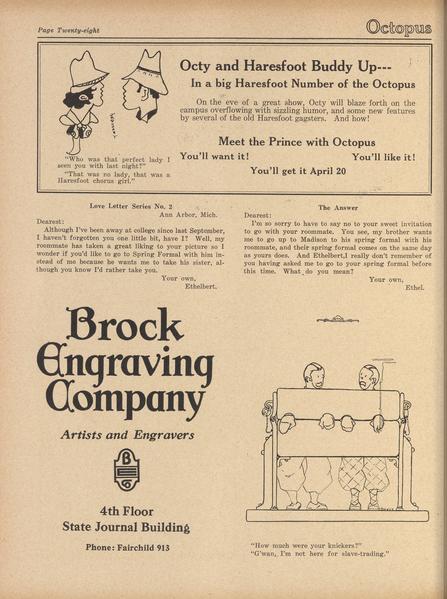 Page Twenty-eight
Octopus
Octy and Haresfoot Buddy Up---
In a big Haresfoot Number of the Octopus
On the eve of a great show, Octy will blaze forth on the
campus overflowing with sizzling humor, and some new features
by several of the old Haresfoot gagsters. And how!
Meet the Prince with Octopus
You'll want it!
You'll like it!
You'll get it April 20
"Who was that perfect lady I
seen you with last night?"
"That was no lady, that was a
Haresfoot chorus girl."
Love Letter Series No. 2
Ann Arbor, Mich.
Dearest:
Although I've been away at college since last September,
I haven't forgotten you one little bit, have I? Well, my
roommate has taken a great liking to your picture so I
wonder if you'd like to go to Spring Formal with him in-
stead of me because he wants me to take his sister, al-
though you know I'd rather take you.
Your own,
Ethelbert.
The Answer
Dearest:
I'm so sorry to have to say no to your sweet invitation
to go with your roommate. You see, my brother wants
me to go up to Madison to his spring formal with his
roommate, and their spring formal comes on the same day
as yours does. And Ethelbert, I really don't remember of
you having asked me to go to your spring formal before
this time. What do you mean?
Your own,
Ethel.
Brock
Engraving
Company
Artists and Engravers
B
E
4th Floor
State Journal Building
Phone: Fairchild 913
"How much were your knickers?"
"G'wan, I'm not here for slave-trading."